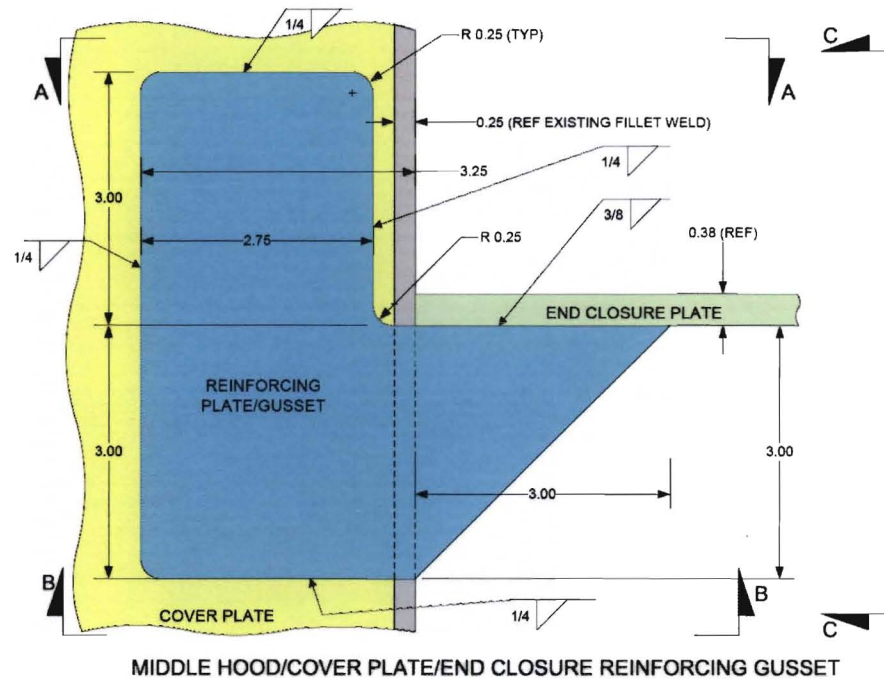 1/4
R 0.25 (TYP)
C
A
A
0.25 (REF EXISTING FILLET WELD)
3.25
1/4
3.00
3/8
2.75
R 0.25
0.38 (REF)
1/4
END CLOSURE PLATE
REINFORCING
PLATE/GUSSET
3.00
3.00
3.00
B
B
COVER PLATE
1/4
C
MIDDLE HOOD/COVER PLATE/END CLOSURE REINFORCING GUSSET